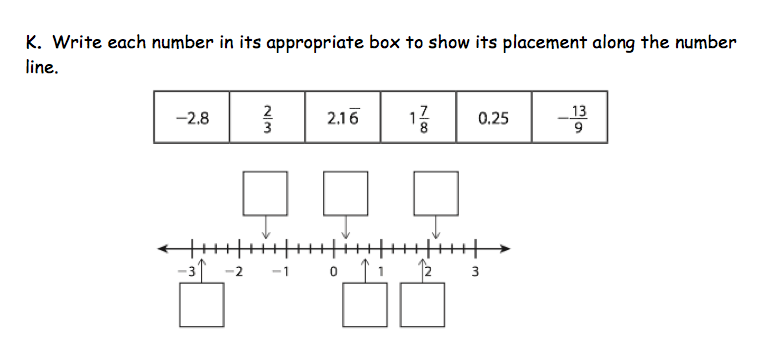 K. Write each number in its appropriate box to show its placement along the number
line.
−2.8 2/3 2.16̅ 1 7/8 0.25 −13/9
−3 −2 −1 0 1 2 3